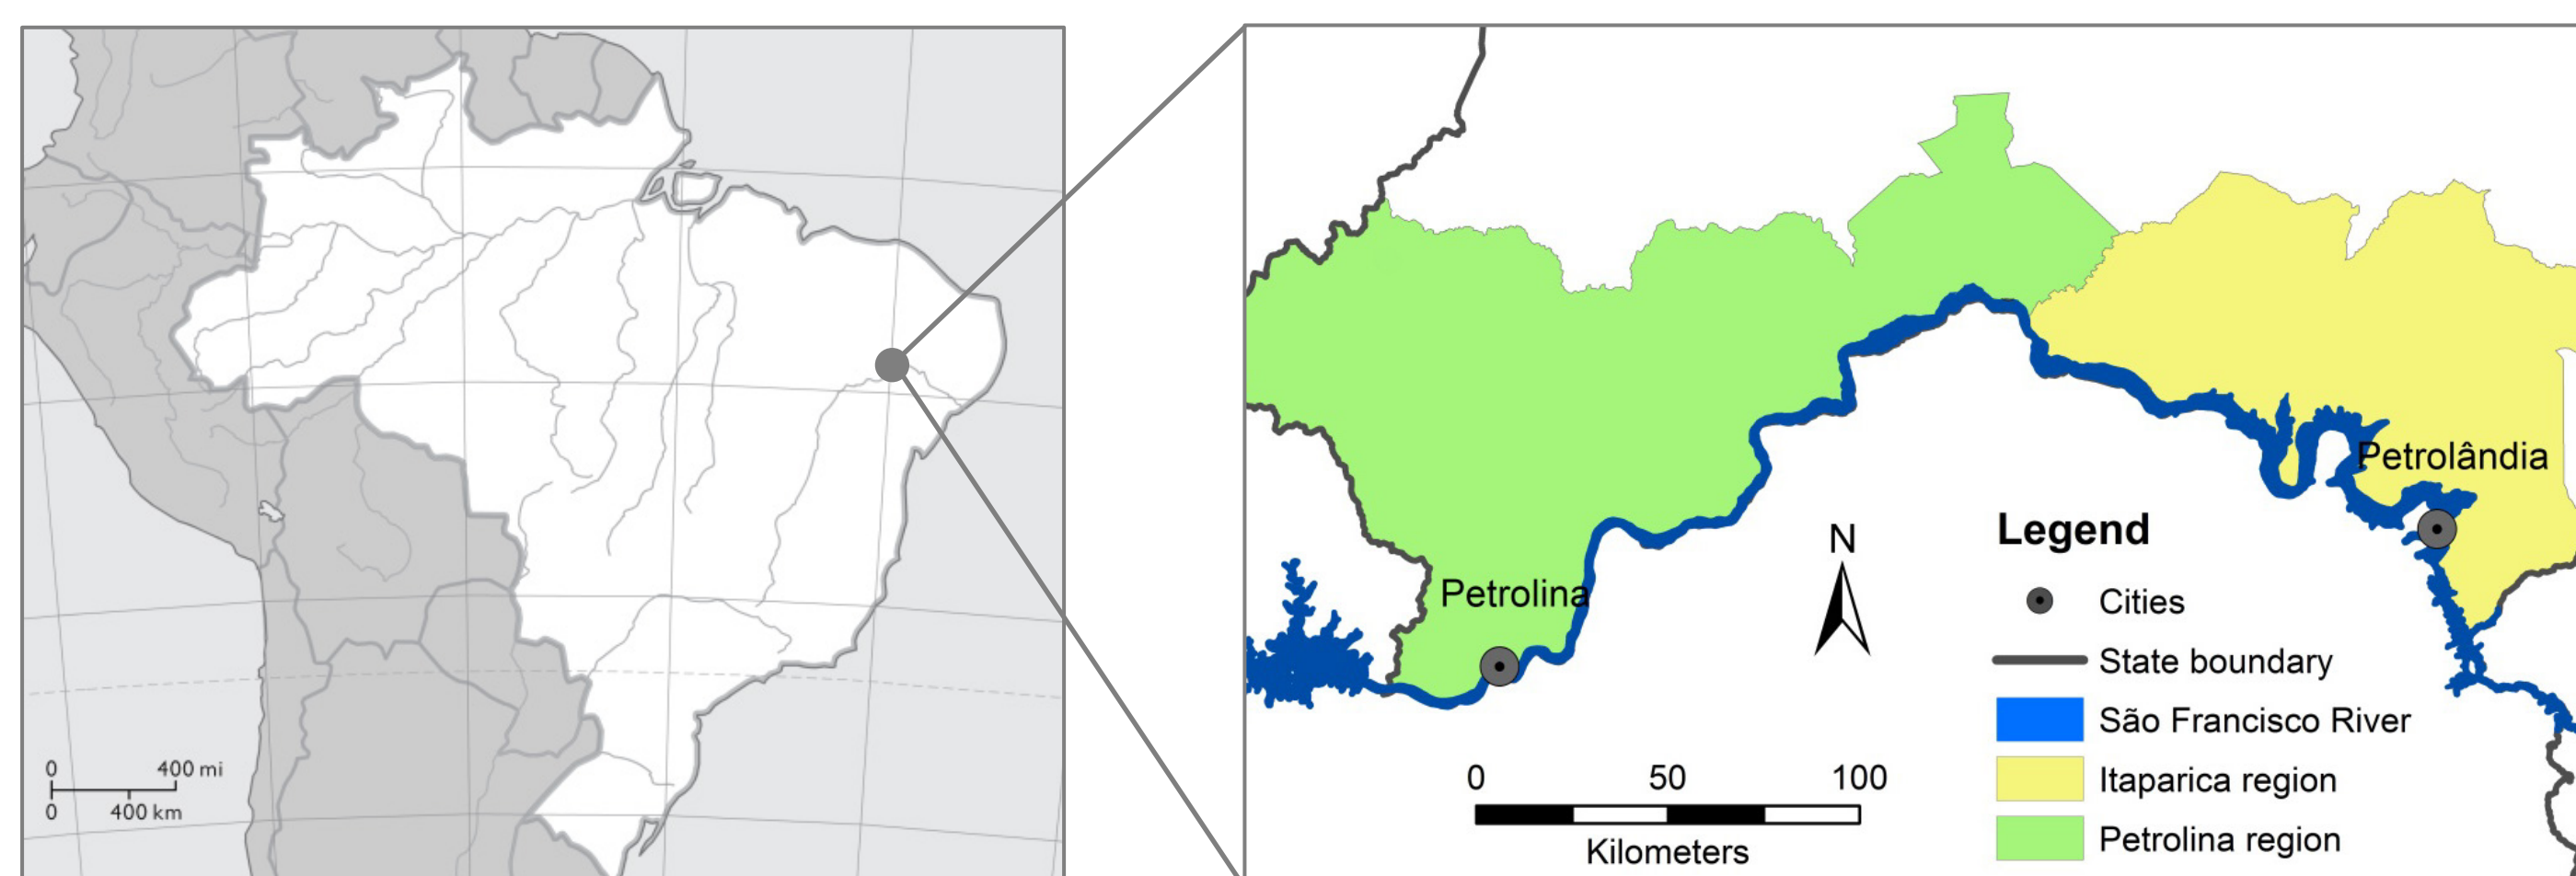 0 400 mi
0 400 km
Petrolândia
Petrolina
N
0 50 100
Kilometers
Legend
Cities
State boundary
São Francisco River
Itaparica region
Petrolina region